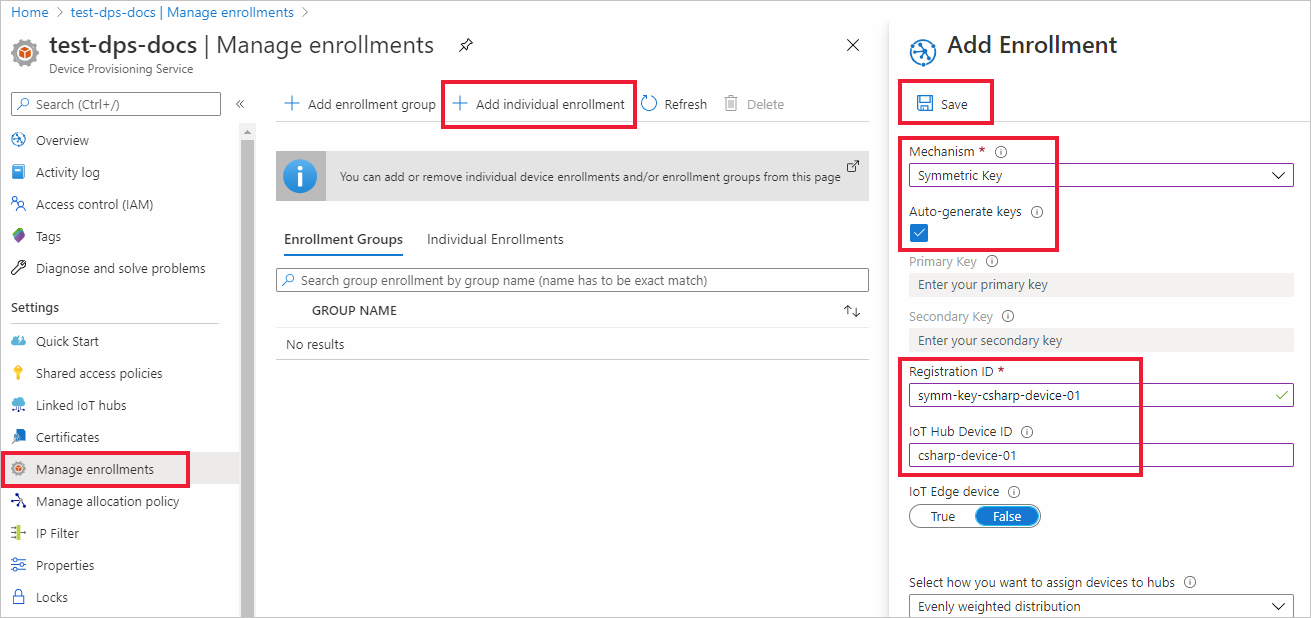 Home > test-dps-docs | Manage enrollments >
test-dps-docs | Manage enrollments
Device Provisioning Service
Search (Ctrl+/)
«
Overview
Activity log
Access control (IAM)
Tags
Diagnose and solve problems
Settings
Quick Start
Shared access policies
Linked IoT hubs
Certificates
Manage enrollments
Manage allocation policy
IP Filter
Properties
Locks
Add enrollment group
Add individual enrollment
Refresh
Delete
You can add or remove individual device enrollments and/or enrollment groups from this page
Enrollment Groups
Individual Enrollments
Search group enrollment by group name (name has to be exact match)
GROUP NAME
No results
Add Enrollment
Save
Mechanism *
Symmetric Key
Auto-generate keys
Primary Key
Enter your primary key
Secondary Key
Enter your secondary key
Registration ID *
symm-key-csharp-device-01
IoT Hub Device ID
csharp-device-01
IoT Edge device
True False
Select how you want to assign devices to hubs
Evenly weighted distribution